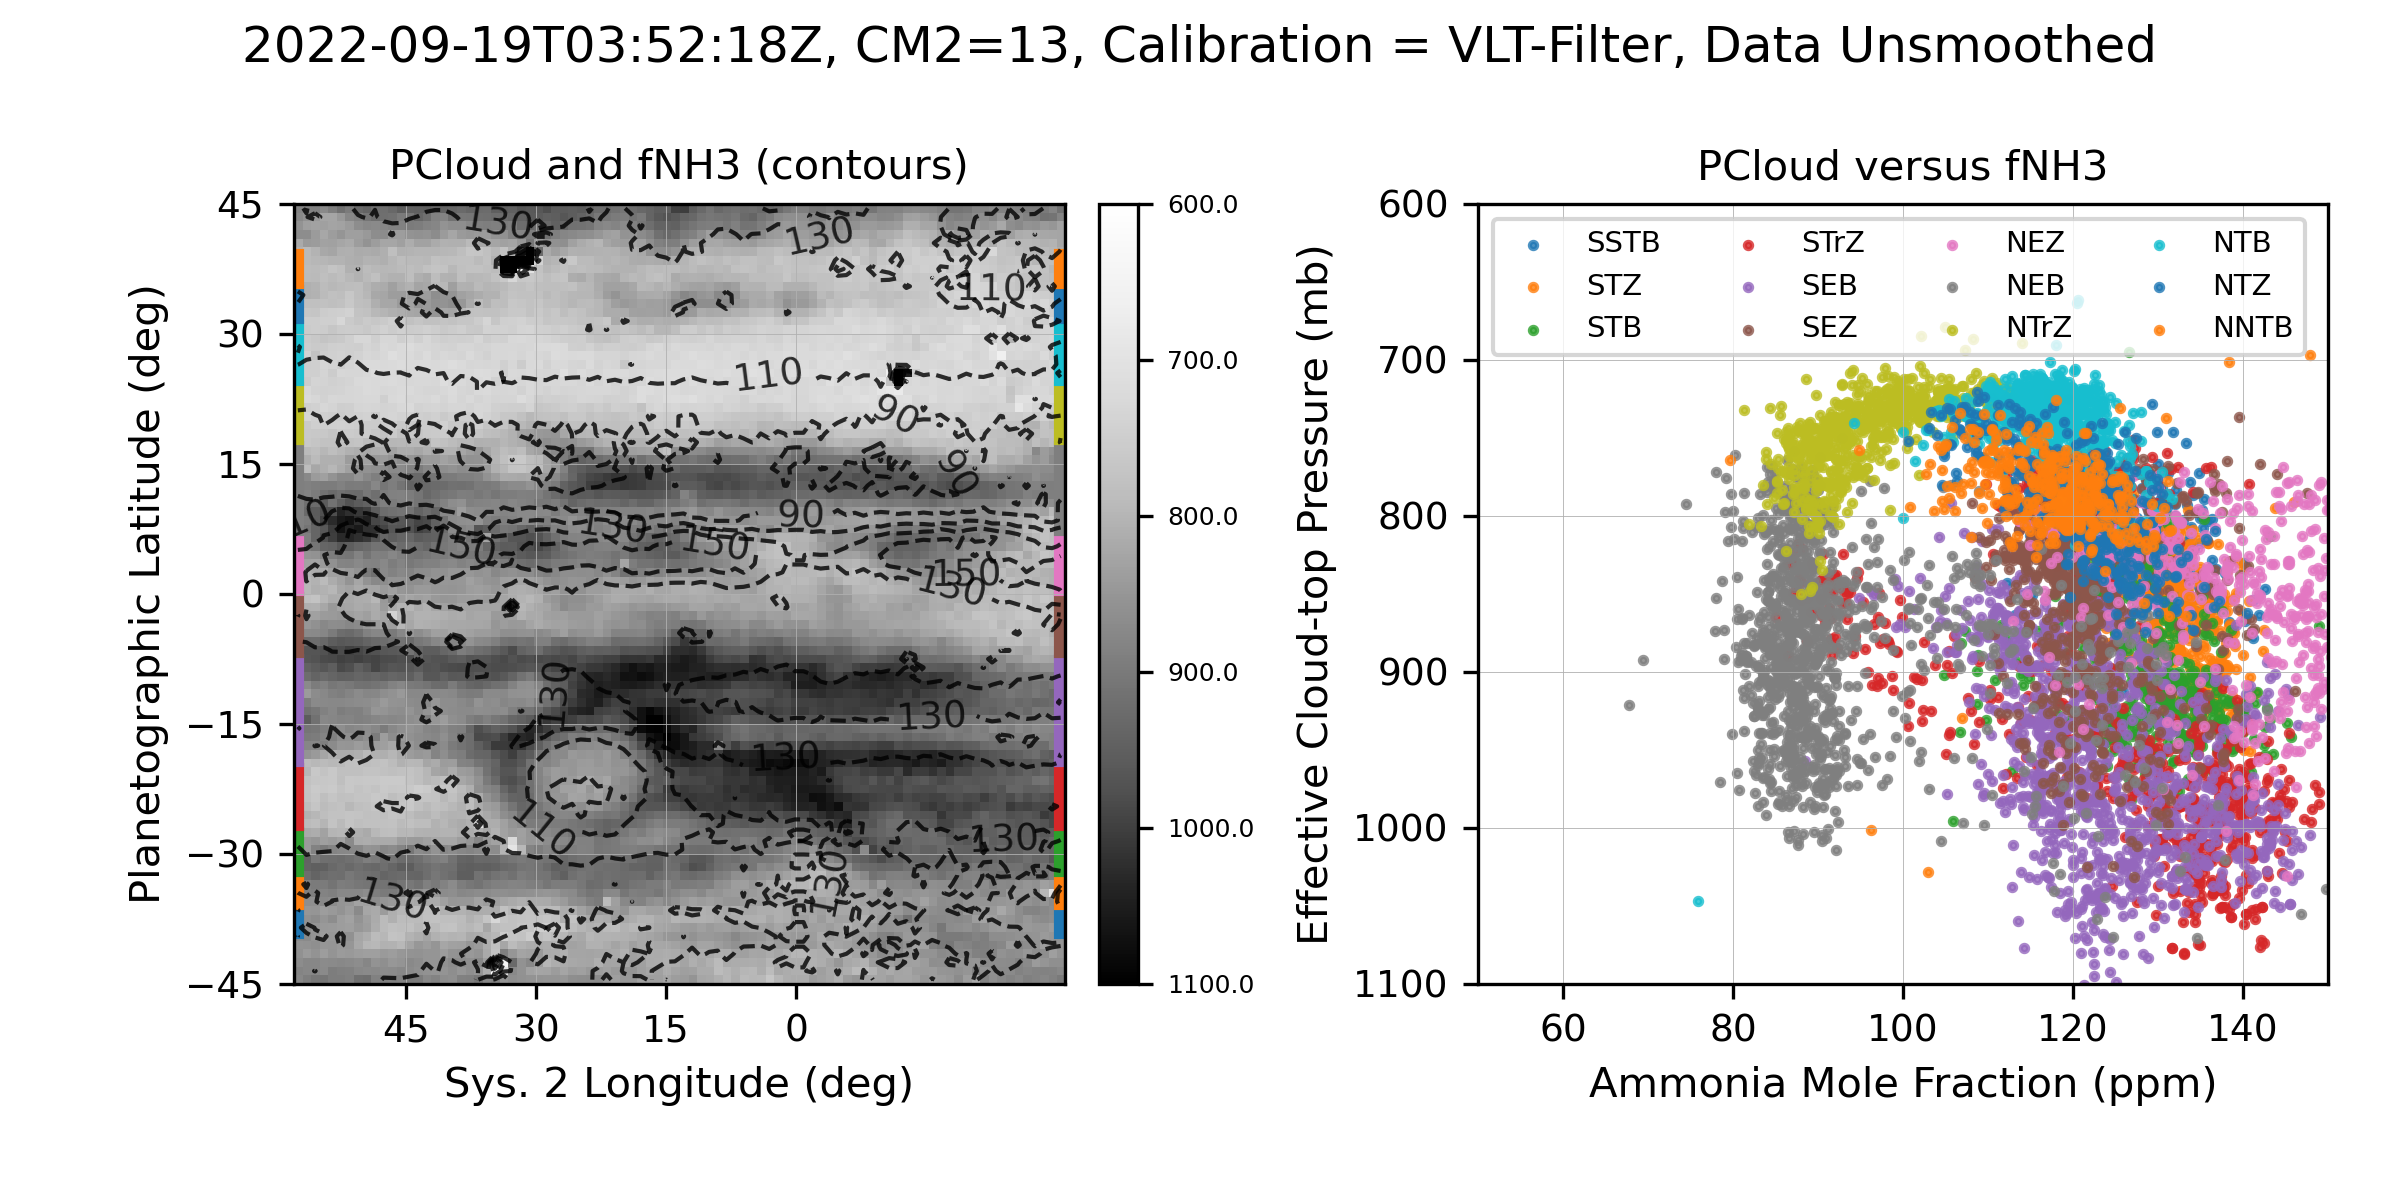 2022-09-19T03:52:18Z, CM2=13, Calibration = VLT-Filter, Data Unsmoothed
PCloud and fNH3 (contours)
45
30
15
0
−15
−30
−45
Planetographic Latitude (deg)
130
130
110
110
90
90
90
10
130
150
150
150
130
130
130
130
110
130
130
130
45
30
15
0
Sys. 2 Longitude (deg)
600.0
700.0
800.0
900.0
1000.0
1100.0
PCloud versus fNH3
SSTB
STZ
STB
STrZ
SEB
SEZ
NEZ
NEB
NTrZ
NTB
NTZ
NNTB
600
700
800
900
1000
1100
Effective Cloud-top Pressure (mb)
60
80
100
120
140
Ammonia Mole Fraction (ppm)